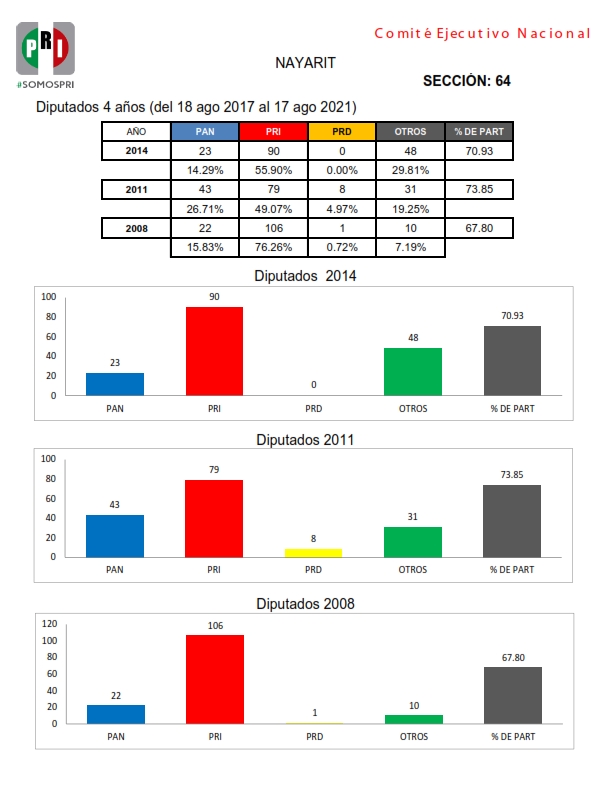 Comité Ejecutivo Nacional
PRI
#SOMOSPRI
NAYARIT
SECCIÓN: 64
Diputados 4 años (del 18 ago 2017 al 17 ago 2021)
AÑO PAN PRI PRD OTROS % DE PART
2014 23 90 0 48 70.93
14.29% 55.90% 0.00% 29.81%
2011 43 79 8 31 73.85
26.71% 49.07% 4.97% 19.25%
2008 22 106 1 10 67.80
15.83% 76.26% 0.72% 7.19%
Diputados 2014
100
80
60
40
20
0
23 90 0 48 70.93
PAN PRI PRD OTROS % DE PART
Diputados 2011
100
80
60
40
20
0
43 79 8 31 73.85
PAN PRI PRD OTROS % DE PART
Diputados 2008
120
100
80
60
40
20
0
22 106 1 10 67.80
PAN PRI PRD OTROS % DE PART